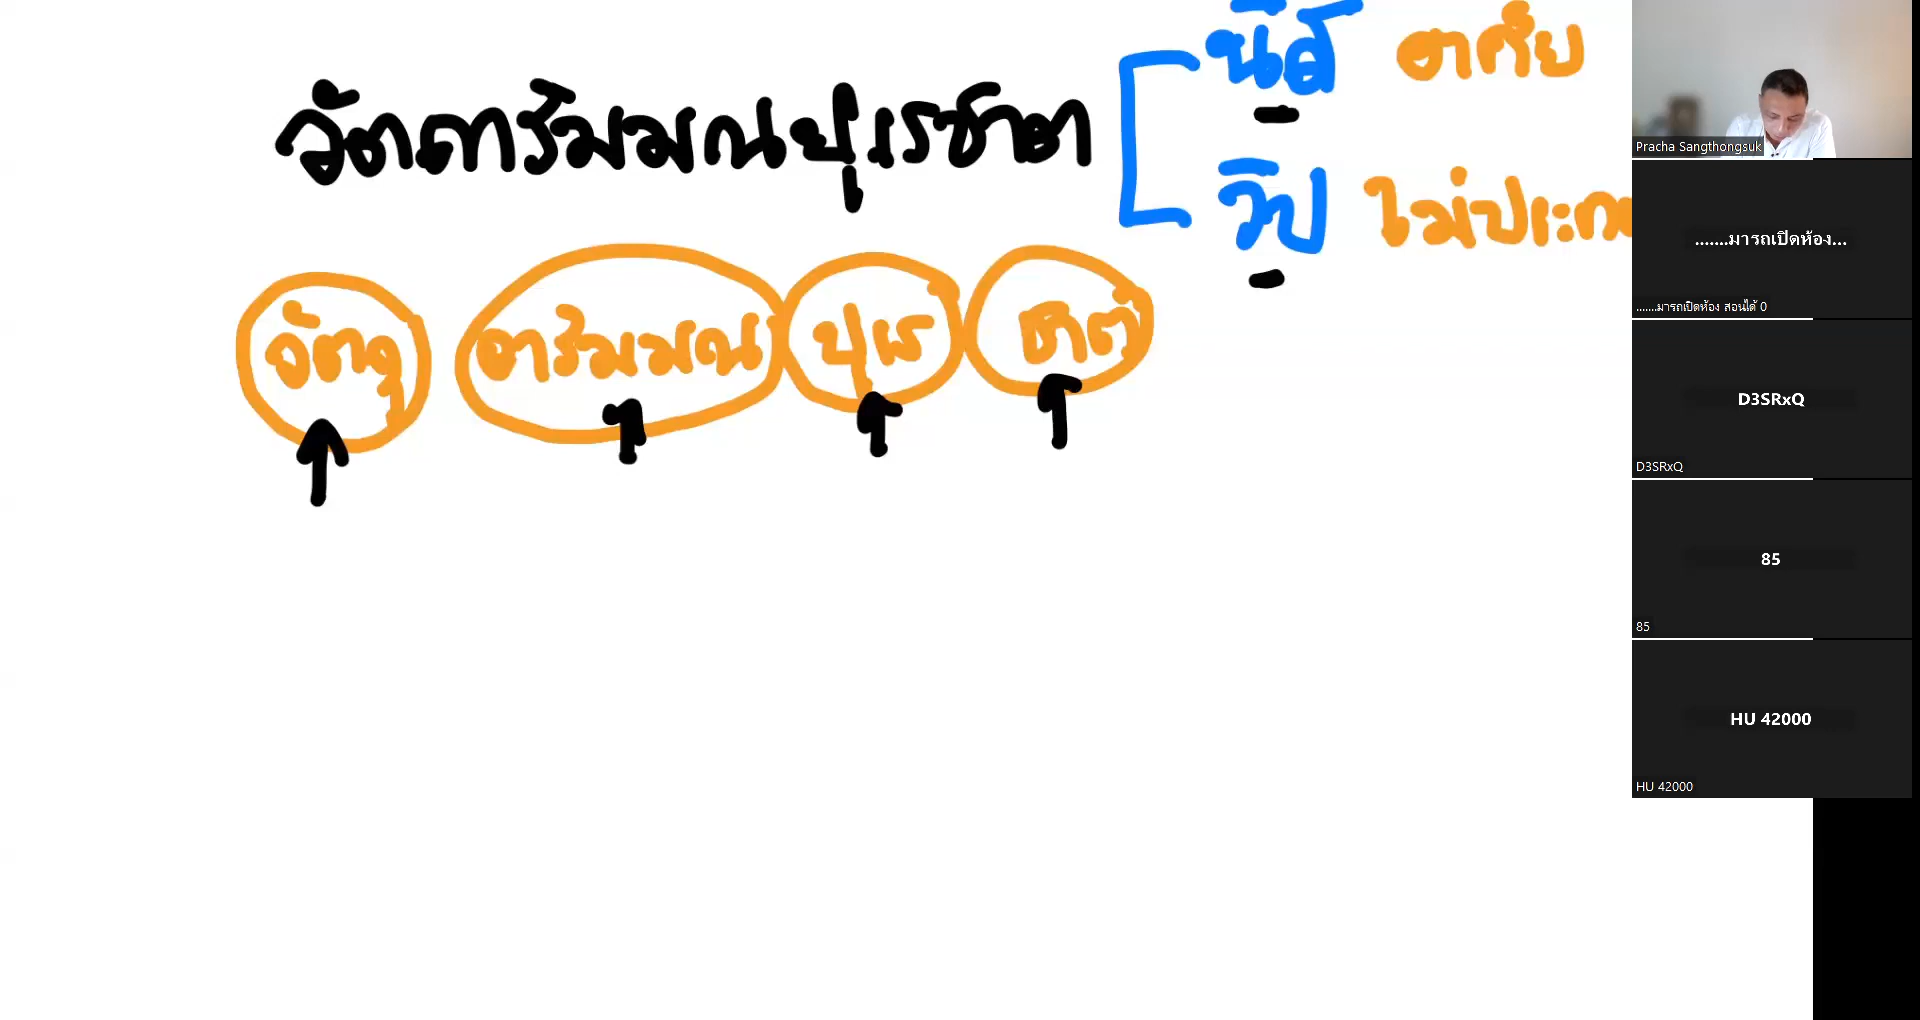 นิส อาศัย
วัตถารัมมณปุเรชาต
วิป ไม่ประกอ
วัตถุ อารัมมณ ปุเร ชาต
Pracha Sangthongsuk
.......มารถเปิดห้อง...
.......มารถเปิดห้อง สอนได้ 0
D3SRxQ
D3SRxQ
85
85
HU 42000
HU 42000